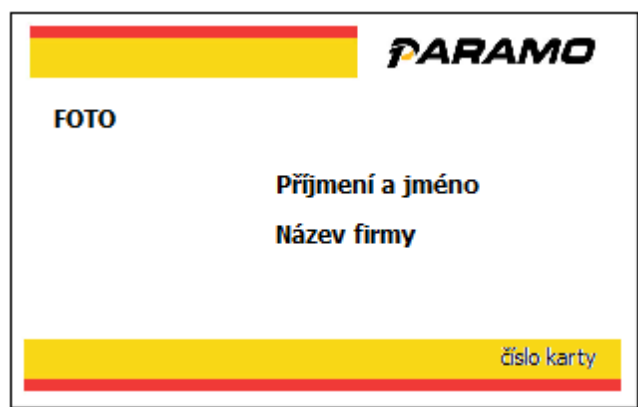 PARAMO
FOTO
Příjmení a jméno
Název firmy
číslo karty